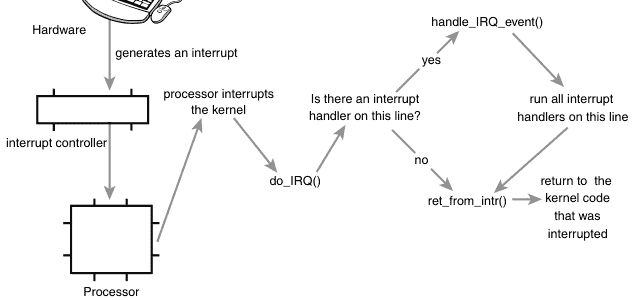 Hardware
generates an interrupt
interrupt controller
Processor
processor interrupts
the kernel
do_IRQ()
Is there an interrupt
handler on this line?
yes
no
handle_IRQ_event()
run all interrupt
handlers on this line
ret_from_intr()
return to the
kernel code
that was
interrupted